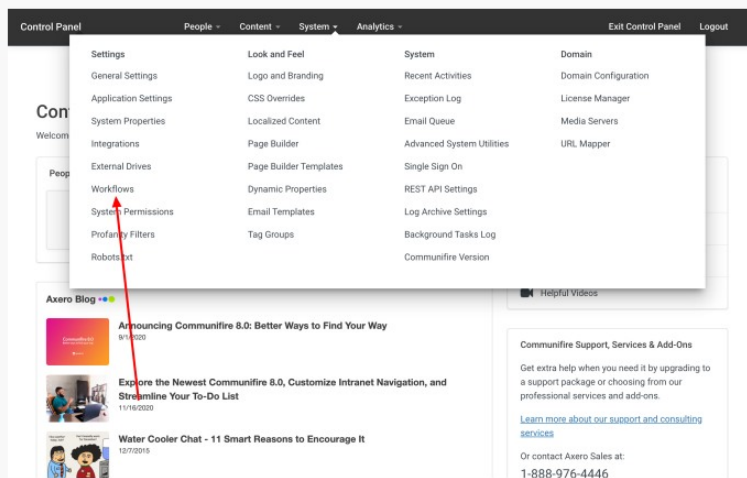 Control Panel People Content System Analytics Exit Control Panel Logout
Settings Look and Feel System Domain
General Settings Logo and Branding Recent Activities Domain Configuration
Application Settings CSS Overrides Exception Log License Manager
System Properties Localized Content Email Queue Media Servers
Integrations Page Builder Advanced System Utilities URL Mapper
External Drives Page Builder Templates Single Sign On
Workflows Dynamic Properties REST API Settings
System Permissions Email Templates Log Archive Settings
Profanity Filters Tag Groups Background Tasks Log
Robots.txt Communifire Version
Con
Welcom
Peop
Helpful Videos
Axero Blog
Announcing Communifire 8.0: Better Ways to Find Your Way
9/1/2020
Explore the Newest Communifire 8.0, Customize Intranet Navigation, and
Streamline Your To-Do List
11/16/2020
Water Cooler Chat - 11 Smart Reasons to Encourage It
12/7/2015
Communifire Support, Services & Add-Ons
Get extra help when you need it by upgrading to
a support package or choosing from our
professional services and add-ons.
Learn more about our support and consulting
services
Or contact Axero Sales at:
1-888-976-4446